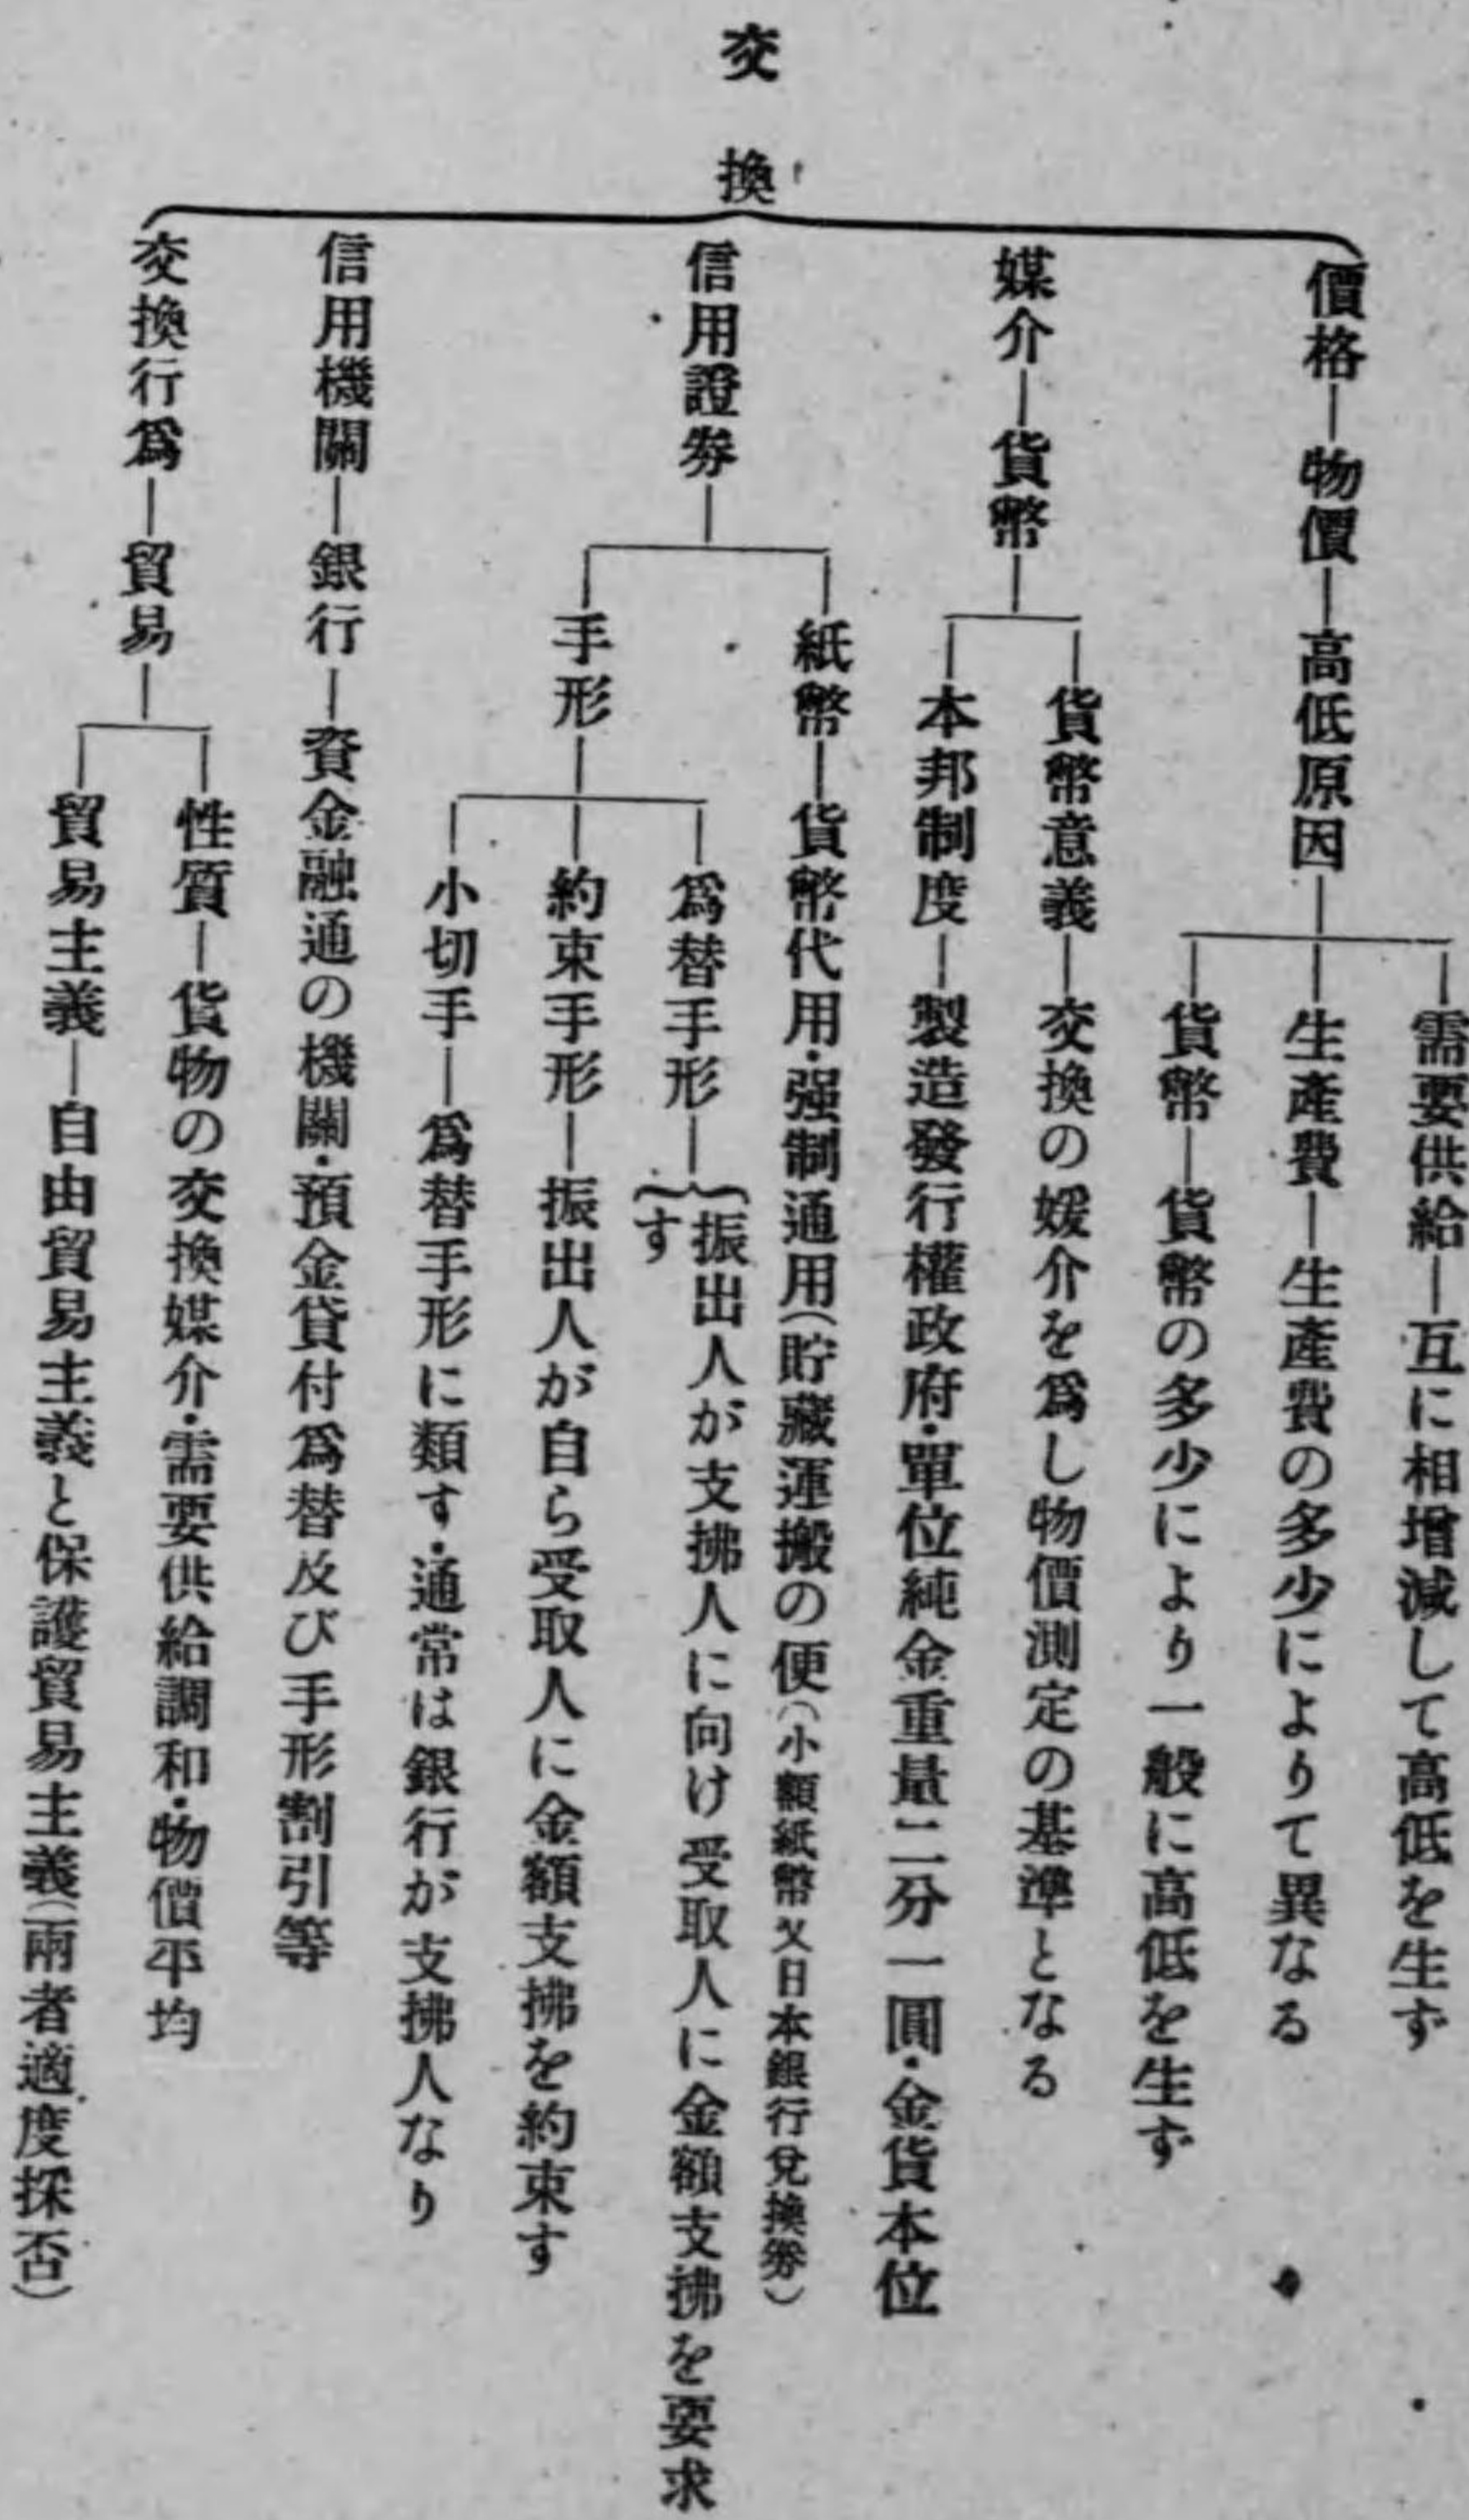 交換
價格―物價―高低原因
需要供給―互に相增減して高低を生ず
生產費―生產費の多少によりて異なる
貨幣―貨幣の多少により一般に高低を生ず
媒介―貨幣
貨幣意義―交換の媛介を爲し物價測定の基準となる
本邦制度―製造發行權政府・單位純金重量二分一圓・金貨本位
信用證券
紙幣―貨幣代用・强制通用(貯藏運搬の便(小額紙幣又日本銀行兌換券)
手形
爲替手形―振出人が支拂人に向け受取人に金額支拂を要求
す
約束手形―振出人が自ら受取人に金額支拂を約束す
小切手―爲替手形に類す・通常は銀行が支拂人なり
信用機關―銀行―資金融通の機關・預金貸付爲替及び手形割引等
交換行爲―貿易
性質―貨物の交換媒介・需要供給調和・物價平均
貿易主義―自由貿易主義と保護貿易主義(兩者適度採否)